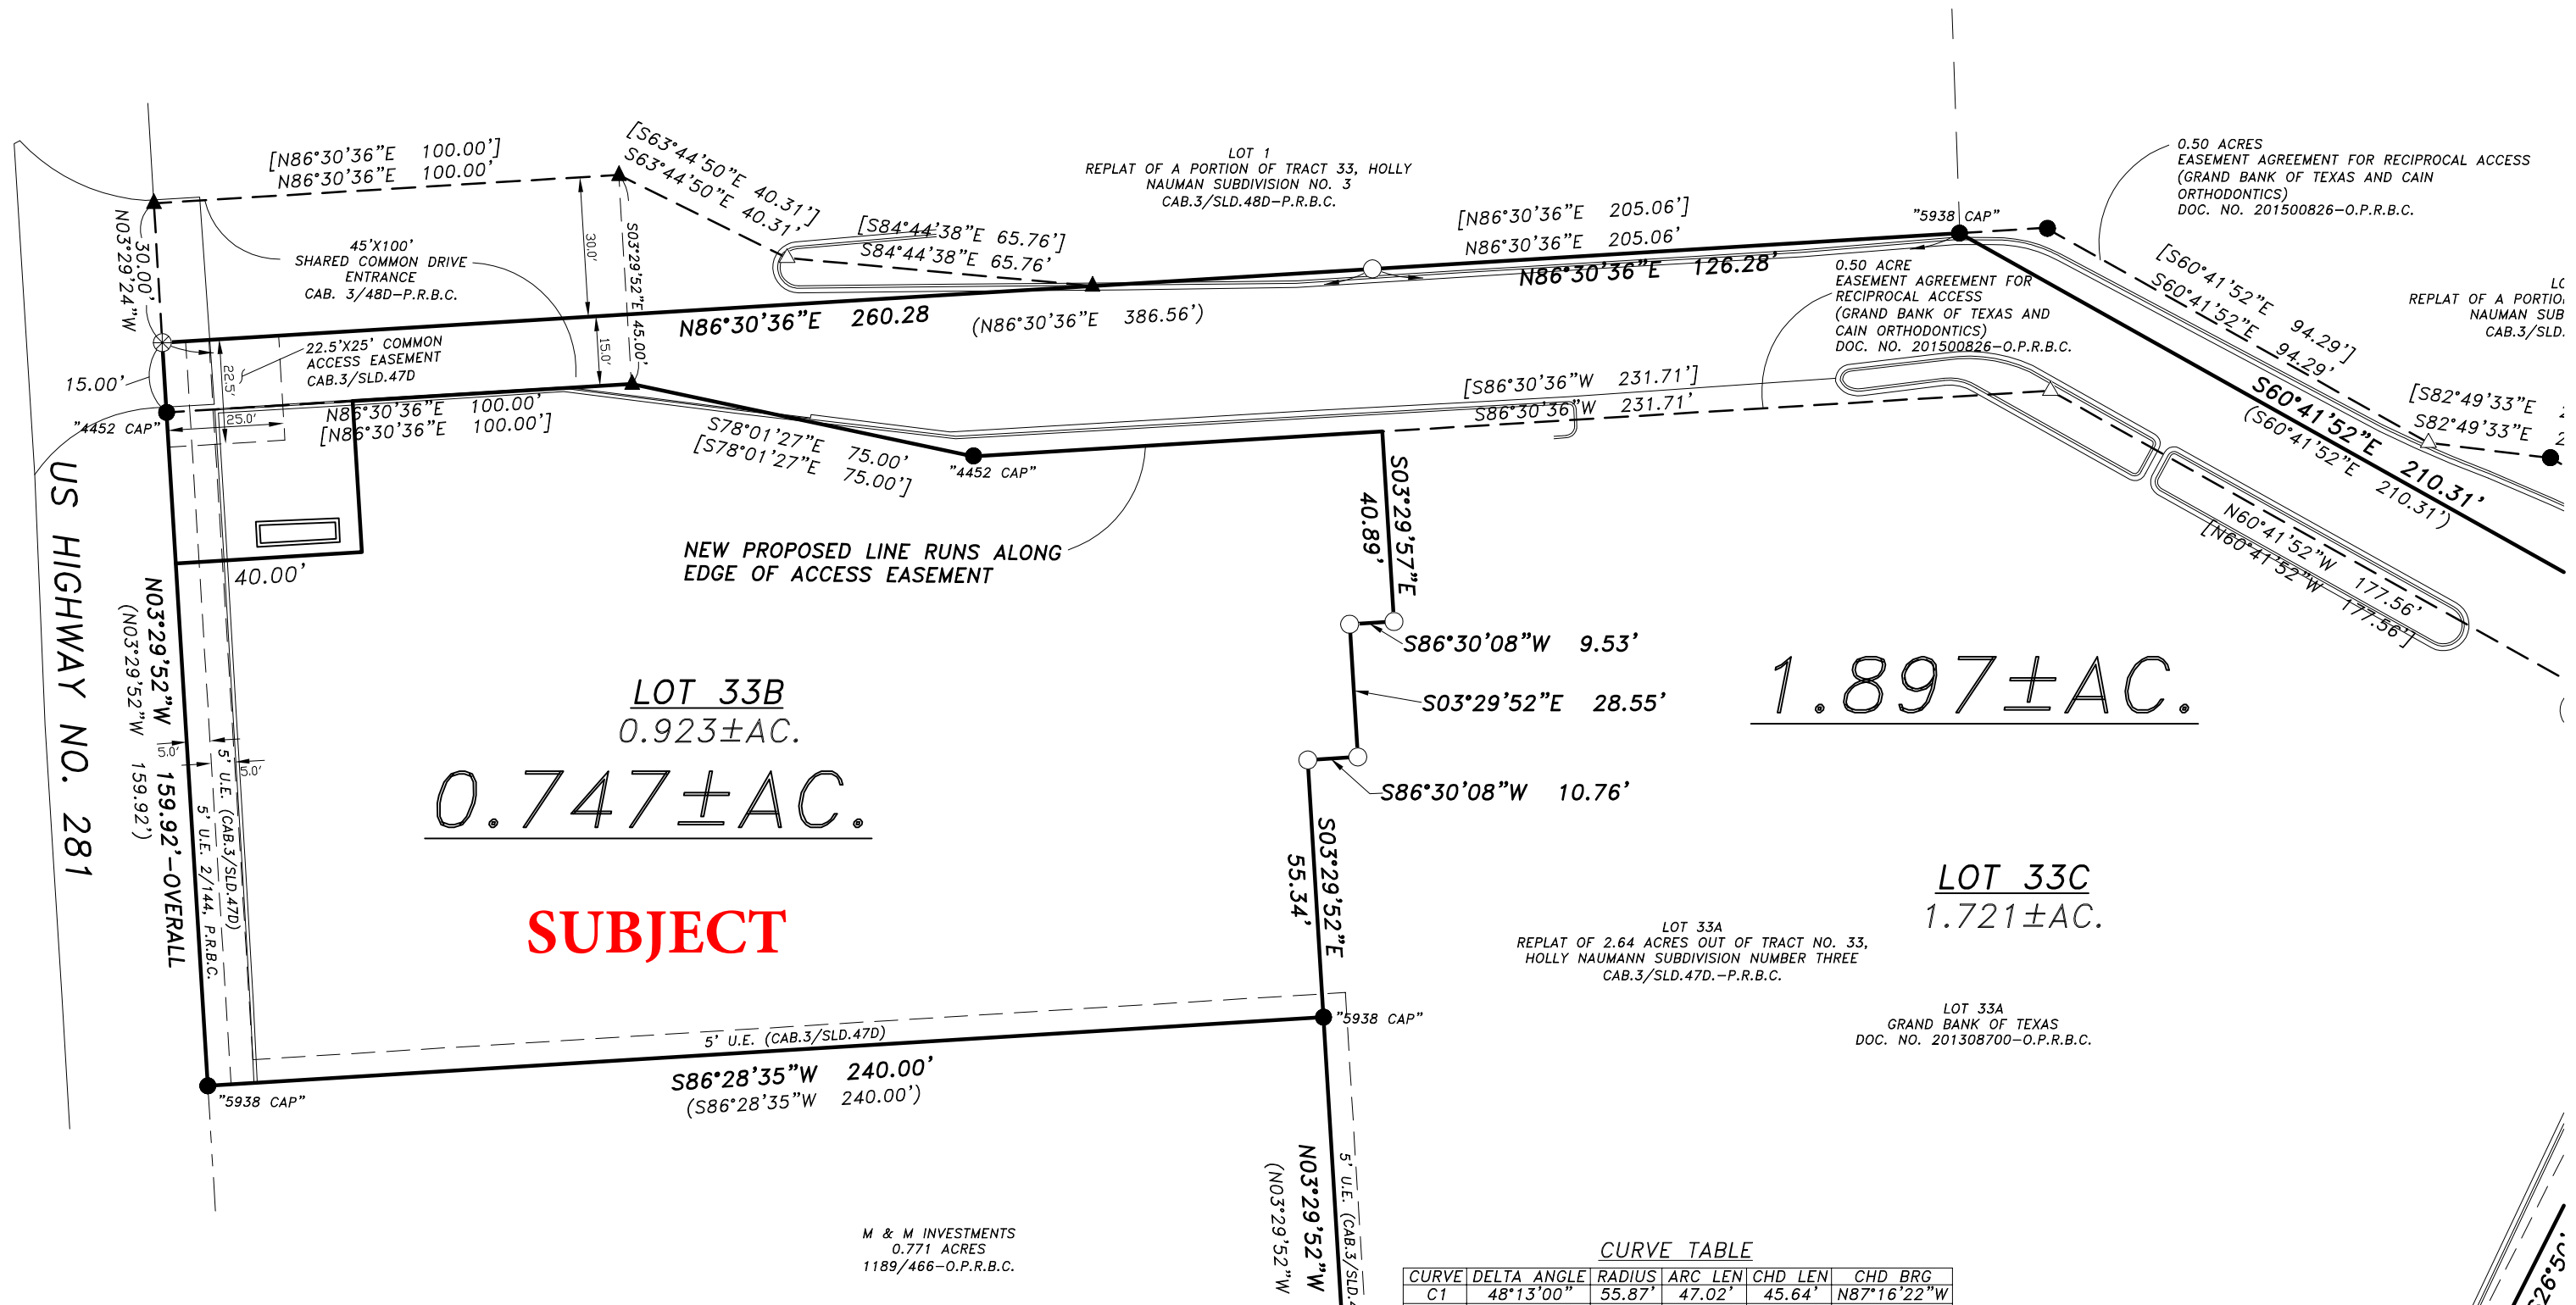 [N86°30'36"E 100.00']
N86°30'36"E 100.00'
[S63°44'50"E 40.31']
S63°44'50"E 40.31'
[S84°44'38"E 65.76']
S84°44'38"E 65.76'
LOT 1
REPLAT OF A PORTION OF TRACT 33, HOLLY
NAUMAN SUBDIVISION NO. 3
CAB.3/SLD.48D-P.R.B.C.
[N86°30'36"E 205.06']
N86°30'36"E 205.06'
N86°30'36"E 126.28'
"5938 CAP"
0.50 ACRES
EASEMENT AGREEMENT FOR RECIPROCAL ACCESS
(GRAND BANK OF TEXAS AND CAIN
ORTHODONTICS)
DOC. NO. 201500826-O.P.R.B.C.
30.00'
N03°29'24"W
45'X100'
SHARED COMMON DRIVE
ENTRANCE
CAB. 3/48D-P.R.B.C.
30.0'
S03°29'52"E 45.00'
15.0'
N86°30'36"E 260.28
(N86°30'36"E 386.56')
0.50 ACRE
EASEMENT AGREEMENT FOR
RECIPROCAL ACCESS
(GRAND BANK OF TEXAS AND
CAIN ORTHODONTICS)
DOC. NO. 201500826-O.P.R.B.C.
[S60°41'52"E 94.29']
S60°41'52"E 94.29'
REPLAT OF A PORTIO
NAUMAN SUB
CAB.3/SLD.
15.00'
"4452 CAP"
22.5'X25' COMMON
ACCESS EASEMENT
CAB.3/SLD.47D
22.5'
25.0'
N86°30'36"E 100.00'
[N86°30'36"E 100.00']
S78°01'27"E 75.00'
[S78°01'27"E 75.00']
"4452 CAP"
[S86°30'36"W 231.71']
S86°30'36"W 231.71'
S60°41'52"E 210.31'
(S60°41'52"E 210.31')
[S82°49'33"E 2
S82°49'33"E 2
N60°41'52"W 177.56'
[N60°41'52"W 177.56']
US HIGHWAY NO. 281
40.00'
NEW PROPOSED LINE RUNS ALONG
EDGE OF ACCESS EASEMENT
S03°29'57"E
40.89'
S86°30'08"W 9.53'
S03°29'52"E 28.55'
S86°30'08"W 10.76'
S03°29'52"E
55.34'
N03°29'52"W 159.92'-OVERALL
(N03°29'52"W 159.92')
5.0'
5.0'
5' U.E. (CAB.3/SLD.47D)
5' U.E. 2/144, P.R.B.C.
LOT 33B
0.923±AC.
0.747±AC.
SUBJECT
1.897±AC.
LOT 33C
1.721±AC.
LOT 33A
REPLAT OF 2.64 ACRES OUT OF TRACT NO. 33,
HOLLY NAUMANN SUBDIVISION NUMBER THREE
CAB.3/SLD.47D.-P.R.B.C.
LOT 33A
GRAND BANK OF TEXAS
DOC. NO. 201308700-O.P.R.B.C.
"5938 CAP"
5' U.E. (CAB.3/SLD.47D)
S86°28'35"W 240.00'
(S86°28'35"W 240.00')
"5938 CAP"
N03°29'52"W
(N03°29'52"W
5' U.E. (CAB.3/SLD.4
M & M INVESTMENTS
0.771 ACRES
1189/466-O.P.R.B.C.
CURVE TABLE
CURVE DELTA ANGLE RADIUS ARC LEN CHD LEN CHD BRG
C1 48°13'00" 55.87' 47.02' 45.64' N87°16'22"W
S26°50'